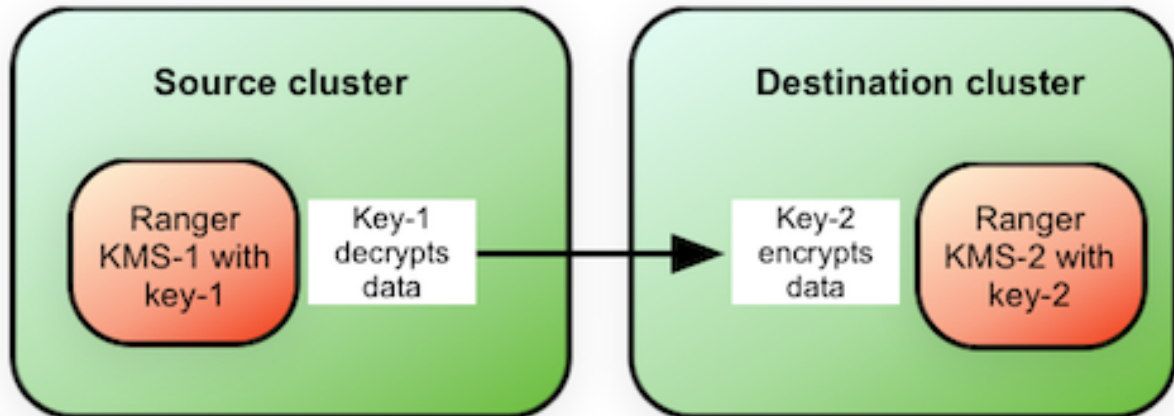 Source cluster
Ranger
KMS-1 with
key-1
Key-1
decrypts
data
Destination cluster
Key-2
encrypts
data
Ranger
KMS-2 with
key-2